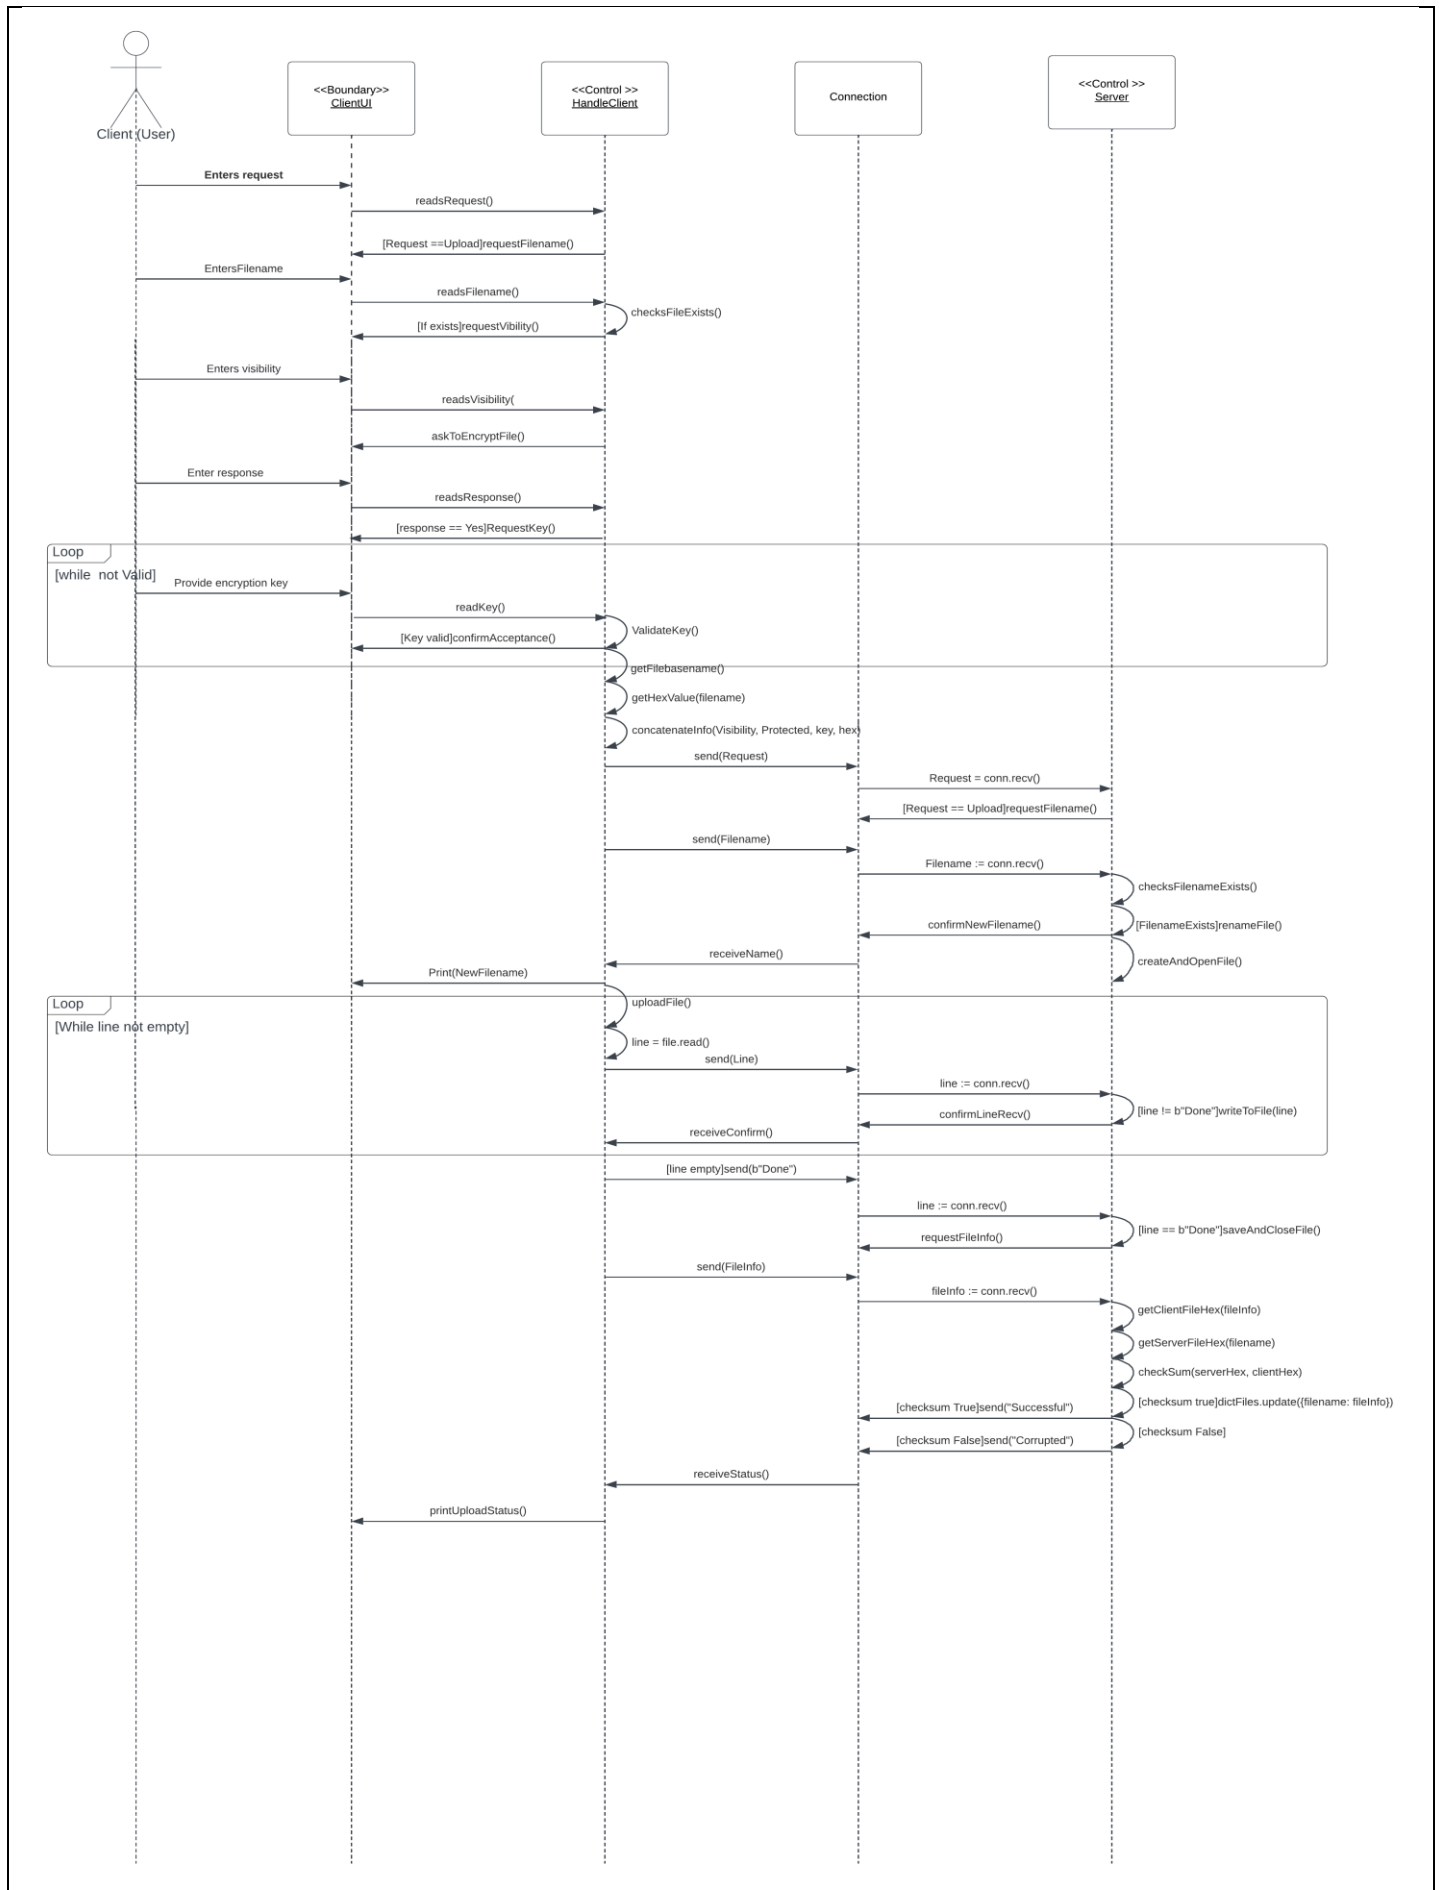 <<Boundary>>
ClientUI
<<Control >>
HandleClient
Connection
<<Control >>
Server
Client (User)
Enters request
readsRequest()
[Request ==Upload]requestFilename()
EntersFilename
readsFilename()
checksFileExists()
[If exists]requestVibility()
Enters visibility
readsVisibility(
askToEncryptFile()
Enter response
readsResponse()
[response == Yes]RequestKey()
Loop
[while  not Valid]
Provide encryption key
readKey()
ValidateKey()
[Key valid]confirmAcceptance()
getFilebasename()
getHexValue(filename)
concatenateInfo(Visibility, Protected, key, hex)
send(Request)
Request = conn.recv()
[Request == Upload]requestFilename()
send(Filename)
Filename := conn.recv()
checksFilenameExists()
confirmNewFilename()
[FilenameExists]renameFile()
receiveName()
createAndOpenFile()
Print(NewFilename)
Loop
uploadFile()
[While line not empty]
line = file.read()
send(Line)
line := conn.recv()
[line != b"Done"]writeToFile(line)
confirmLineRecv()
receiveConfirm()
[line empty]send(b"Done")
line := conn.recv()
[line == b"Done"]saveAndCloseFile()
requestFileInfo()
send(FileInfo)
fileInfo := conn.recv()
getClientFileHex(fileInfo)
getServerFileHex(filename)
checkSum(serverHex, clientHex)
[checksum true]dictFiles.update({filename: fileInfo})
[checksum True]send("Successful")
[checksum False]
[checksum False]send("Corrupted")
receiveStatus()
printUploadStatus()